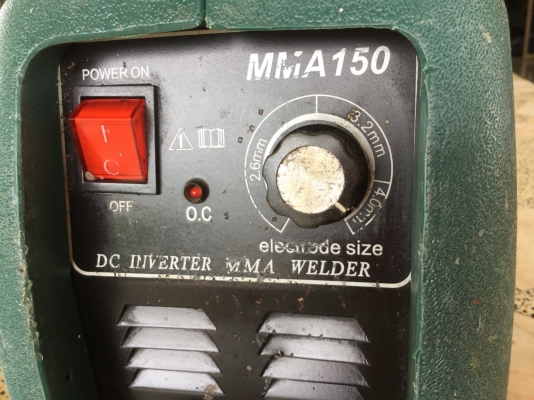 MMA150
POWER ON
I
O
OFF
O.C
2.6mm
3.2mm
4.0mm
electrode size
DC INVERTER MMA WELDER